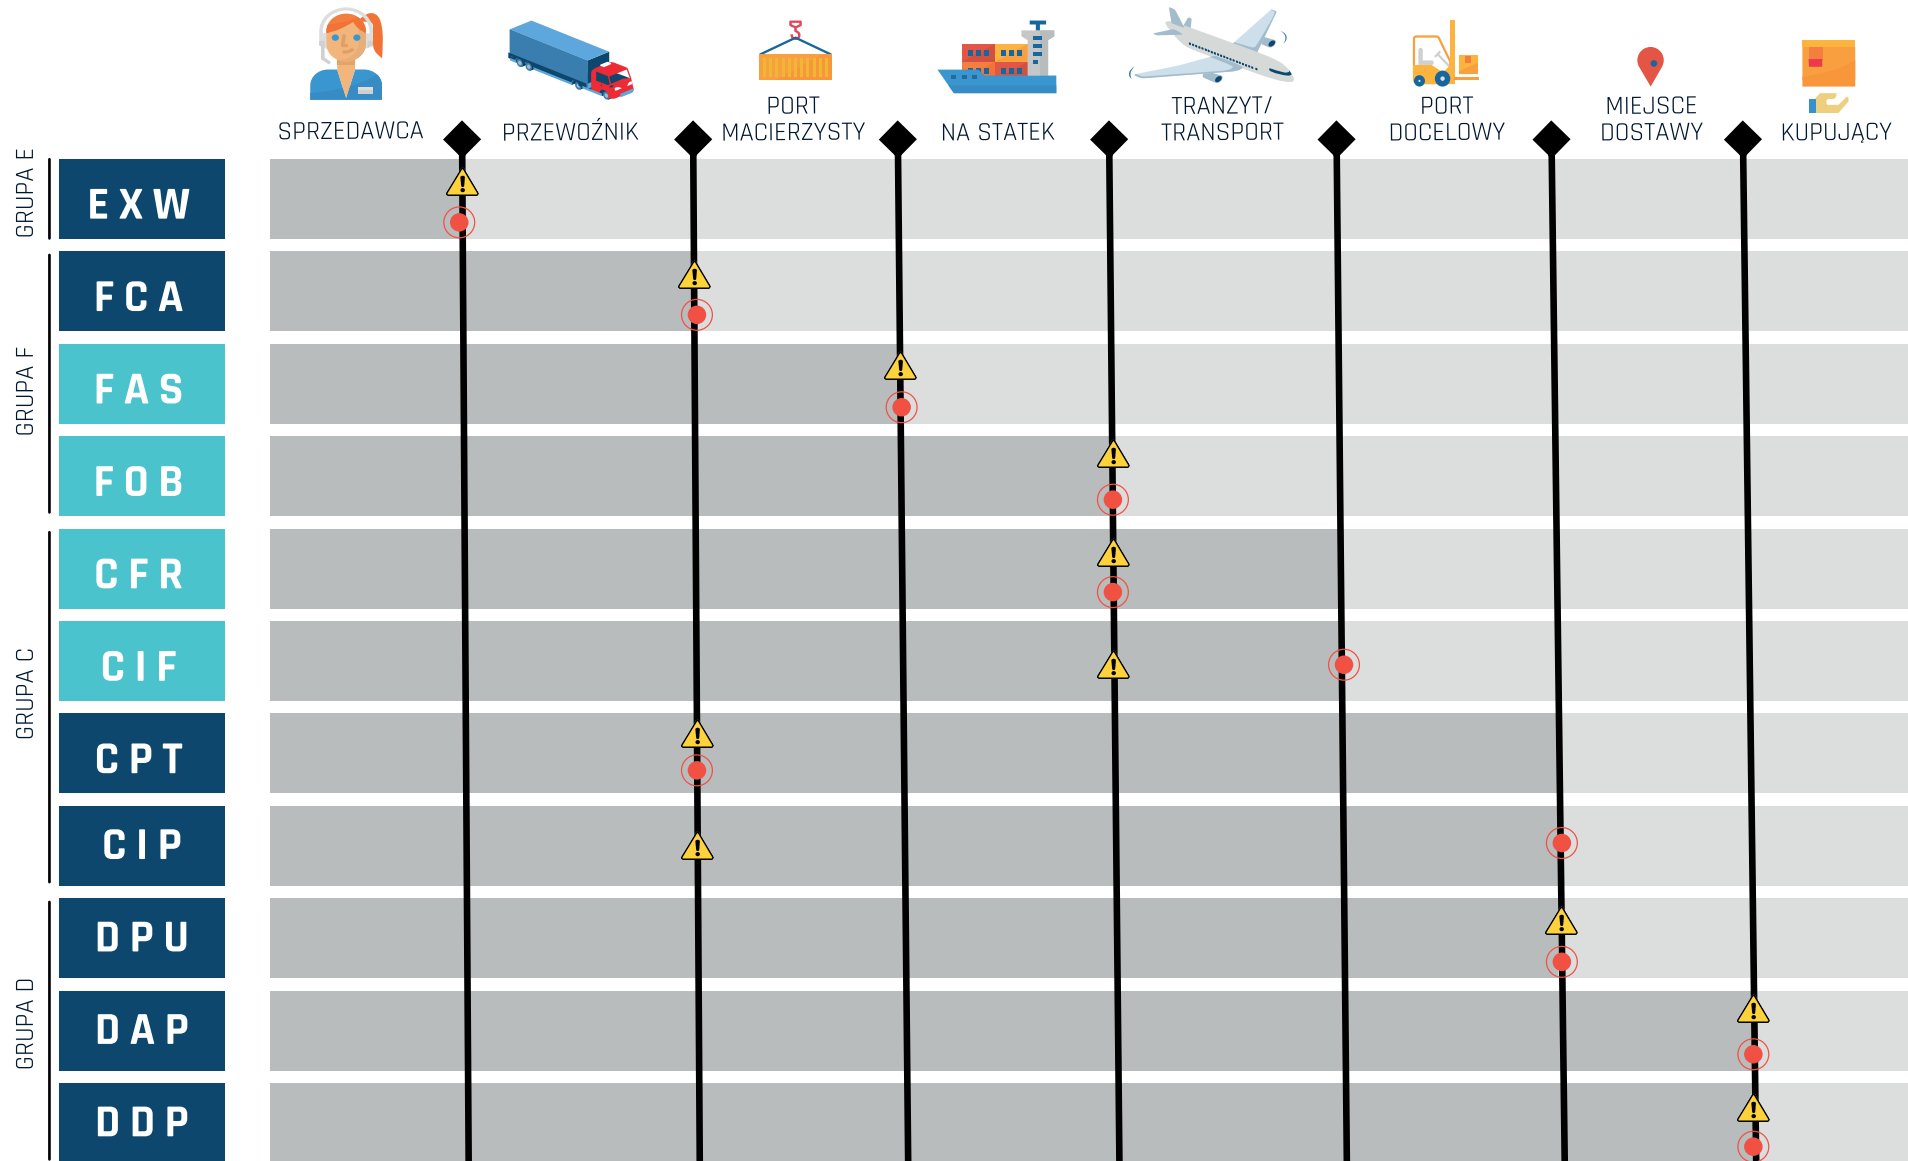 SPRZEDAWCA
PRZEWOŹNIK
PORT
MACIERZYSTY
NA STATEK
TRANZYT/
TRANSPORT
PORT
DOCELOWY
MIEJSCE
DOSTAWY
KUPUJĄCY
GRUPA E
EXW
GRUPA F
FCA
FAS
FOB
GRUPA C
CFR
CIF
CPT
CIP
GRUPA D
DPU
DAP
DDP